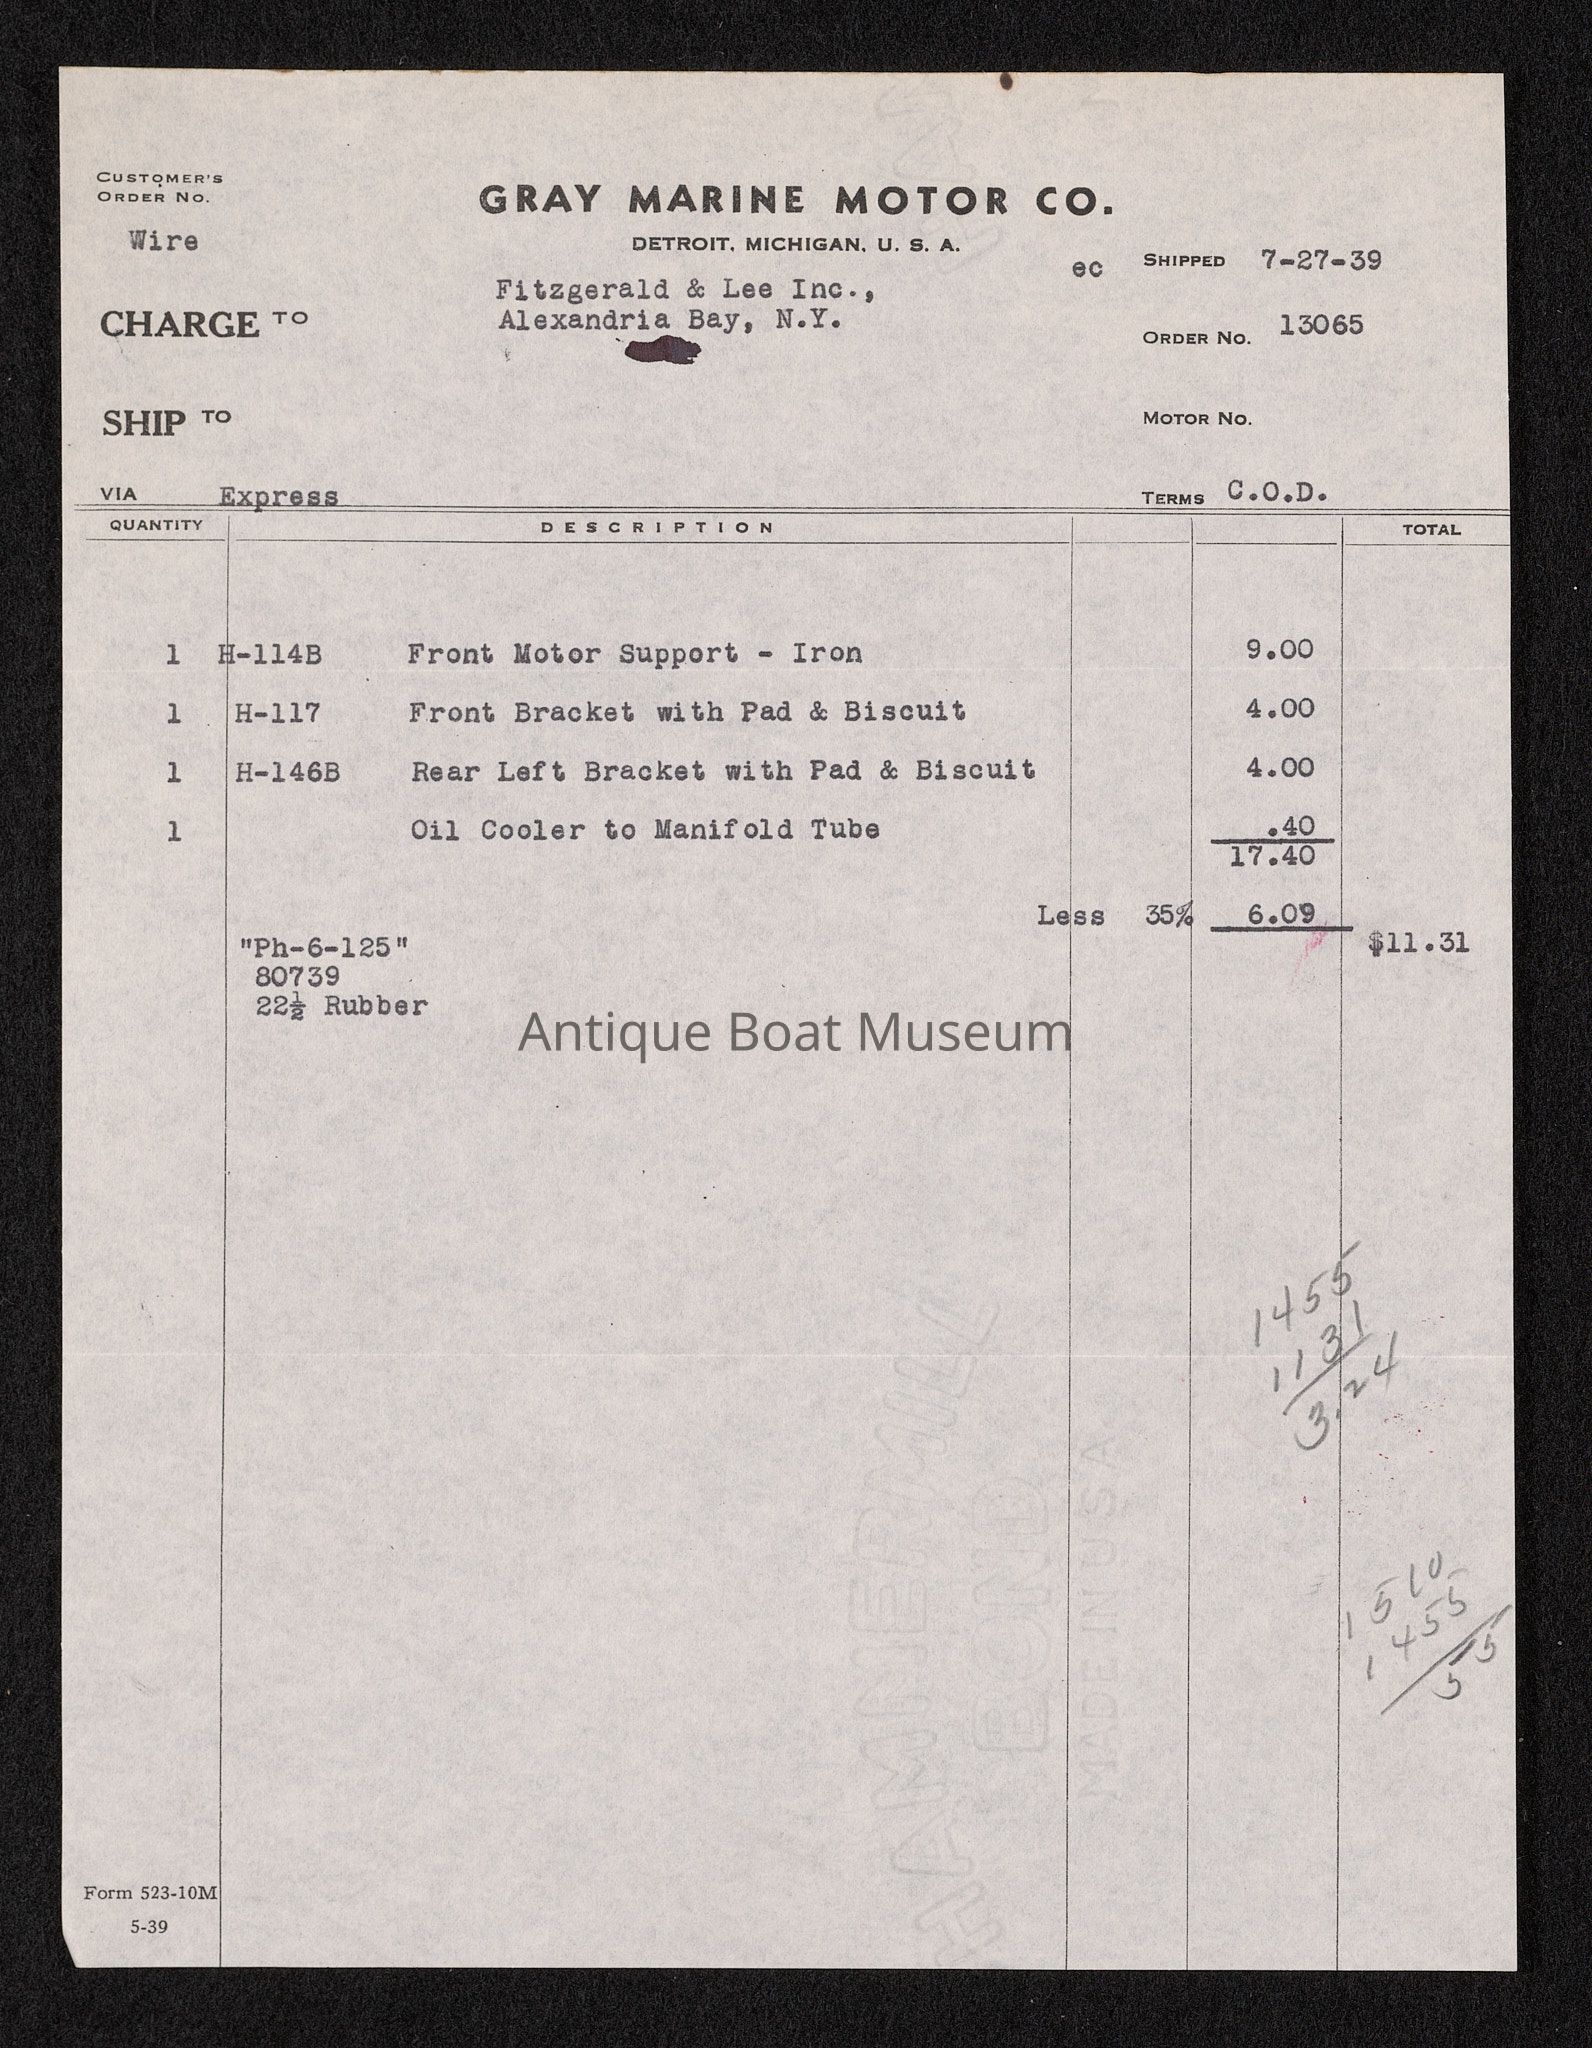 CUSTOMER'S
ORDER NO.
Wire
GRAY MARINE MOTOR CO.
DETROIT, MICHIGAN, U. S. A.
ec SHIPPED 7-27-39
CHARGE TO
Fitzgerald & Lee Inc.,
Alexandria Bay, N.Y.
ORDER NO. 13065
SHIP TO
MOTOR NO.
VIA Express
TERMS C.O.D.
QUANTITY DESCRIPTION TOTAL
1 H-114B Front Motor Support - Iron 9.00
1 H-117 Front Bracket with Pad & Biscuit 4.00
1 H-146B Rear Left Bracket with Pad & Biscuit 4.00
1 Oil Cooler to Manifold Tube .40
17.40
Less 35% 6.09
$11.31
"Ph-6-125"
80739
22½ Rubber
Antique Boat Museum
1455
1131
3.24
1510
1455
55
HAMMERMILL
BOND
MADE IN U S A
Form 523-10M
5-39